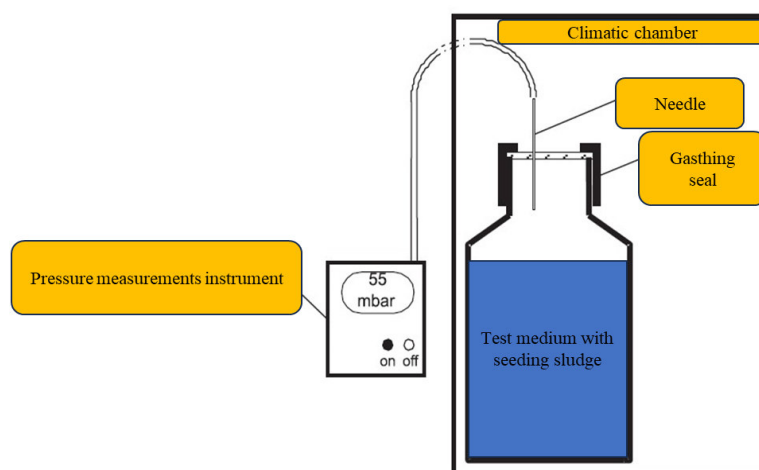 Climatic chamber
Needle
Gasthing
seal
Pressure measurements instrument
55
mbar
on off
Test medium with
seeding sludge